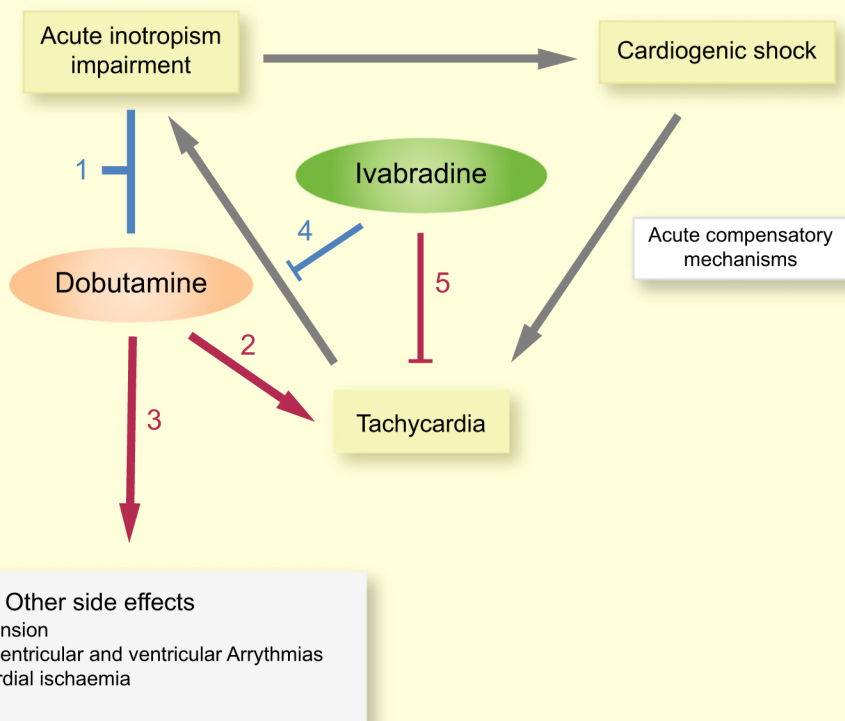 Acute inotropism
impairment
Cardiogenic shock
1
Ivabradine
4
Acute compensatory
mechanisms
Dobutamine
5
2
3
Tachycardia
Other side effects
nsion
entricular and ventricular Arrythmias
rdial ischaemia